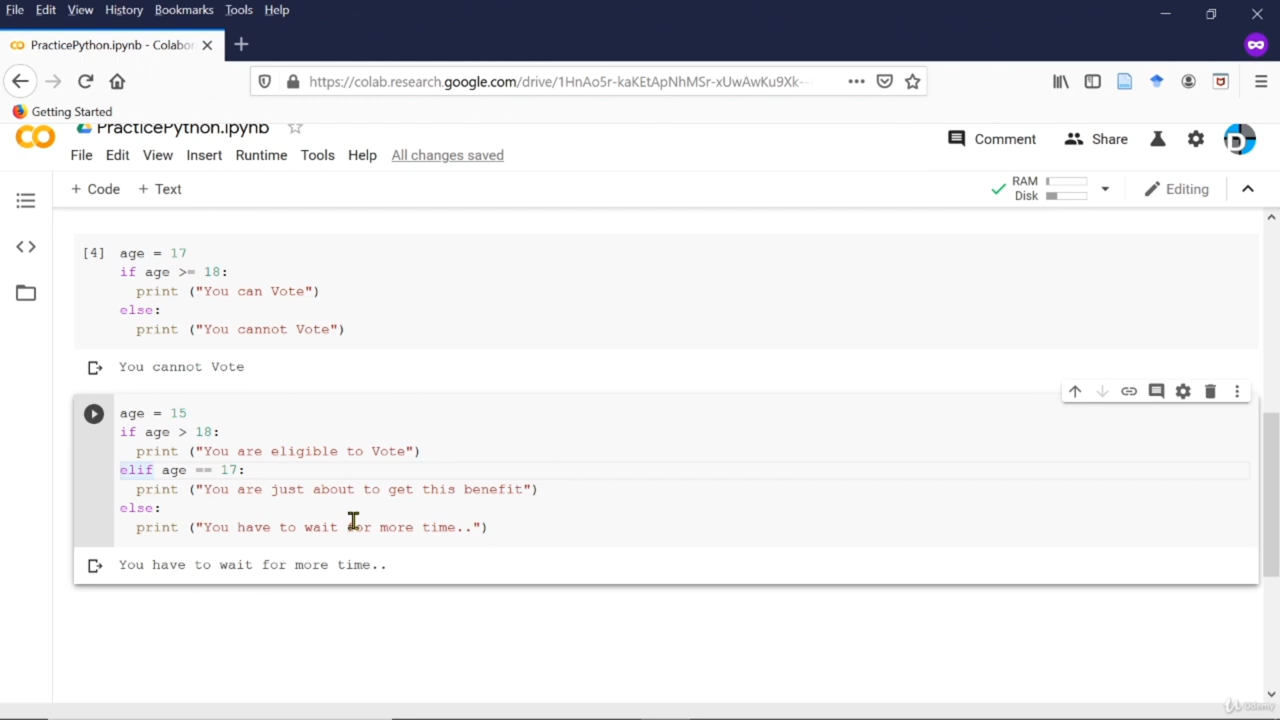 File Edit View History Bookmarks Tools Help
PracticePython.ipynb - Colabor
https://colab.research.google.com/drive/1HnAo5r-kaKEtApNhMSr-xUwAwKu9Xk--
Getting Started
CO PracticePython.ipynb
Comment Share D
File Edit View Insert Runtime Tools Help All changes saved
+ Code + Text RAM Disk Editing
[4] age = 17
if age >= 18:
print ("You can Vote")
else:
print ("You cannot Vote")
You cannot Vote
age = 15
if age > 18:
print ("You are eligible to Vote")
elif age == 17:
print ("You are just about to get this benefit")
else:
print ("You have to wait for more time..")
You have to wait for more time..
Udemy